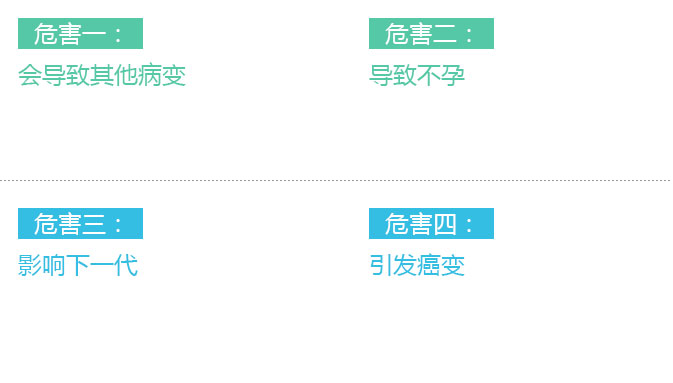 危害一：
会导致其他病变
危害二：
导致不孕
危害三：
影响下一代
危害四：
引发癌变